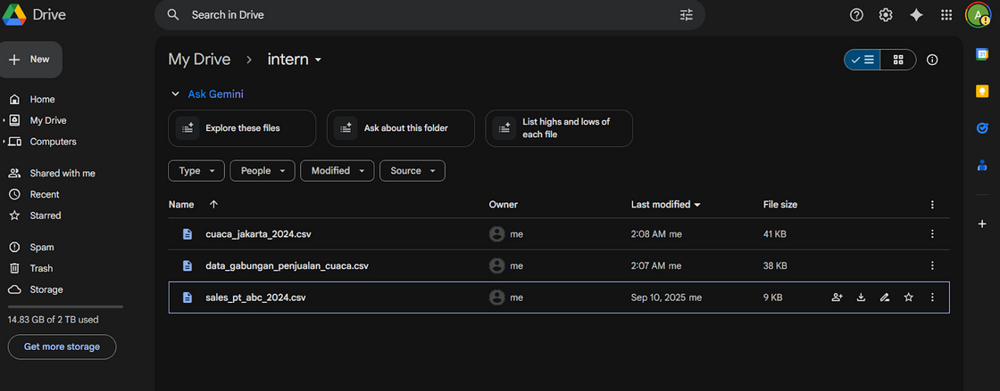 Drive
Search in Drive
New
Home
My Drive
Computers
Shared with me
Recent
Starred
Spam
Trash
Storage
14.83 GB of 2 TB used
Get more storage
My Drive > intern
Ask Gemini
Explore these files
Ask about this folder
List highs and lows of
each file
Type People Modified Source
Name Owner Last modified File size
cuaca_jakarta_2024.csv me 2:08 AM me 41 KB
data_gabungan_penjualan_cuaca.csv me 2:07 AM me 38 KB
sales_pt_abc_2024.csv me Sep 10, 2025 me 9 KB
A
31